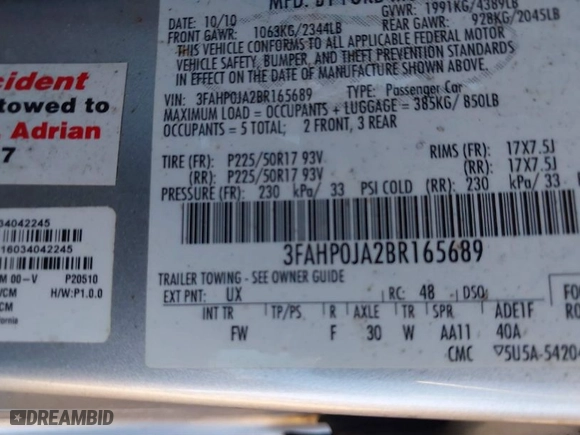 DATE: 10/10
GVWR: 1991KG/4389LB
FRONT GAWR: 1063KG/2344LB
REAR GAWR: 928KG/2045LB
THIS VEHICLE CONFORMS TO ALL APPLICABLE FEDERAL MOTOR
VEHICLE SAFETY, BUMPER, AND THEFT PREVENTION STANDARDS
IN EFFECT ON THE DATE OF MANUFACTURE SHOWN ABOVE.
VIN: 3FAHP0JA2BR165689 TYPE: Passenger Car
MAXIMUM LOAD = OCCUPANTS + LUGGAGE = 385KG/ 850LB
OCCUPANTS = 5 TOTAL; 2 FRONT, 3 REAR
TIRE (FR): P225/50R17 93V RIMS (FR): 17X7.5J
(RR): P225/50R17 93V (RR): 17X7.5J
PRESSURE (FR): 230 kPa/ 33 PSI COLD (RR): 230 kPa/ 33
3FAHP0JA2BR165689
TRAILER TOWING - SEE OWNER GUIDE
EXT PNT: UX RC: 48 DSO:
INT TR TP/PS R AXLE TR SPR ADE1F
FW F 30 W AA11 40A
CMC 5U5A-54204
cident
towed to
Adrian
7
34042245
16034042245
M 00-V P20510
/CM H/W:P1.0.0
CM
ifornia
DREAMBID